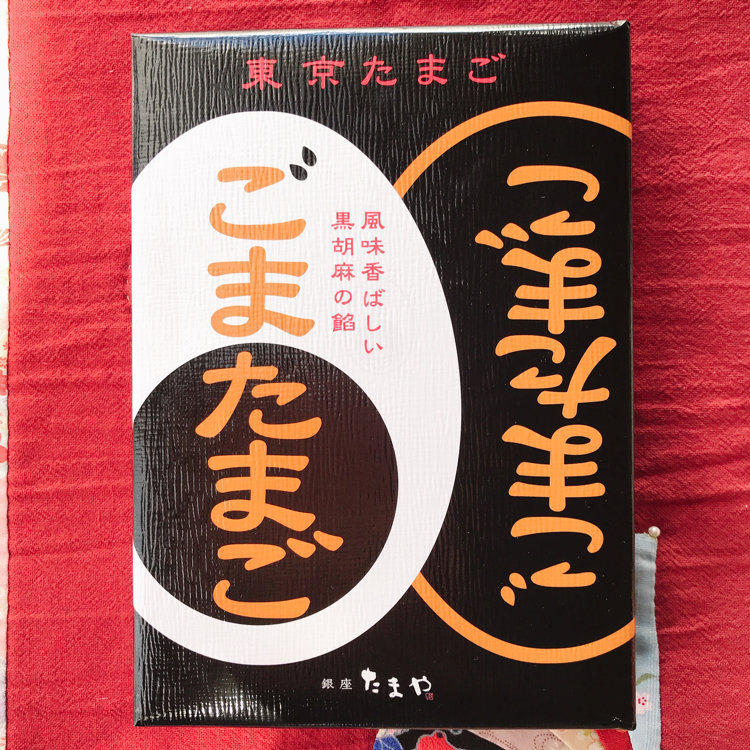 東京たまご
ごまたまご
風味香ばしい
黒胡麻の餡
ごまたまご
銀座 たまや